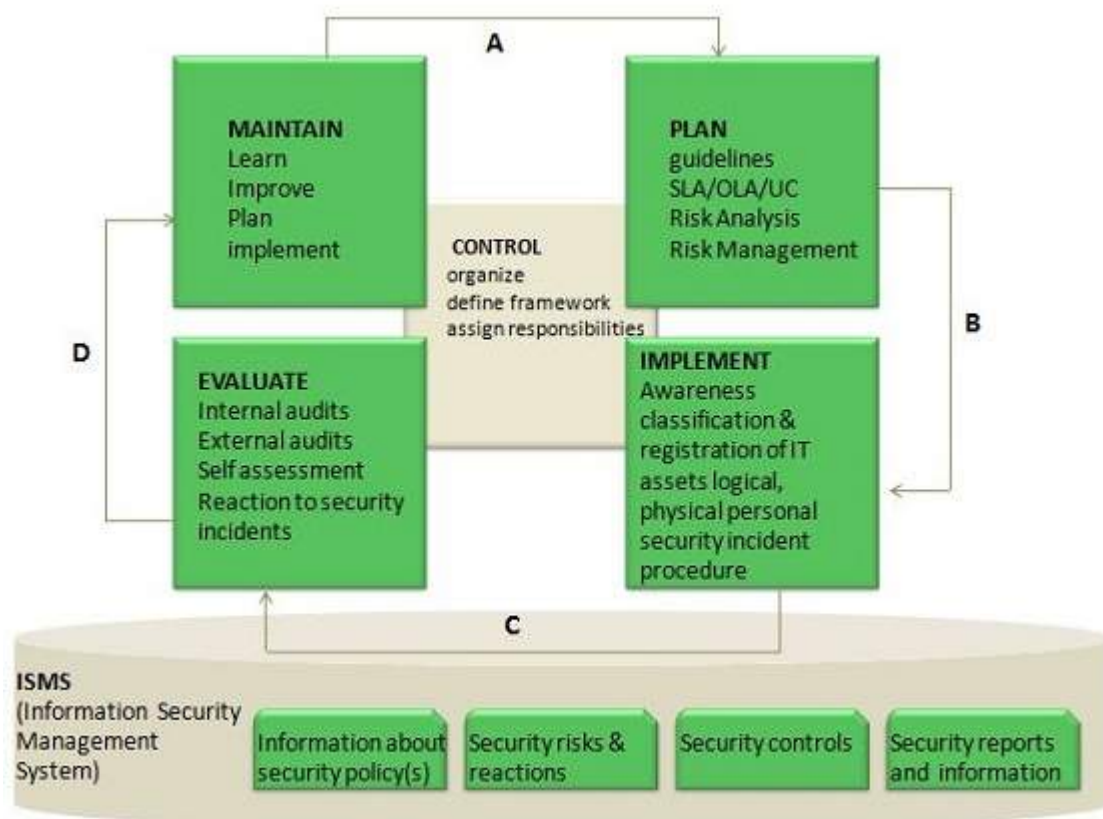 A
MAINTAIN
Learn
Improve
Plan
implement
PLAN
guidelines
SLA/OLA/UC
Risk Analysis
Risk Management
CONTROL
organize
define framework
assign responsibilities
D
B
EVALUATE
Internal audits
External audits
Self assessment
Reaction to security
incidents
IMPLEMENT
Awareness
classification &
registration of IT
assets logical,
physical personal
security incident
procedure
C
ISMS
(Information Security
Management
System)
Information about
security policy(s)
Security risks &
reactions
Security controls
Security reports
and information